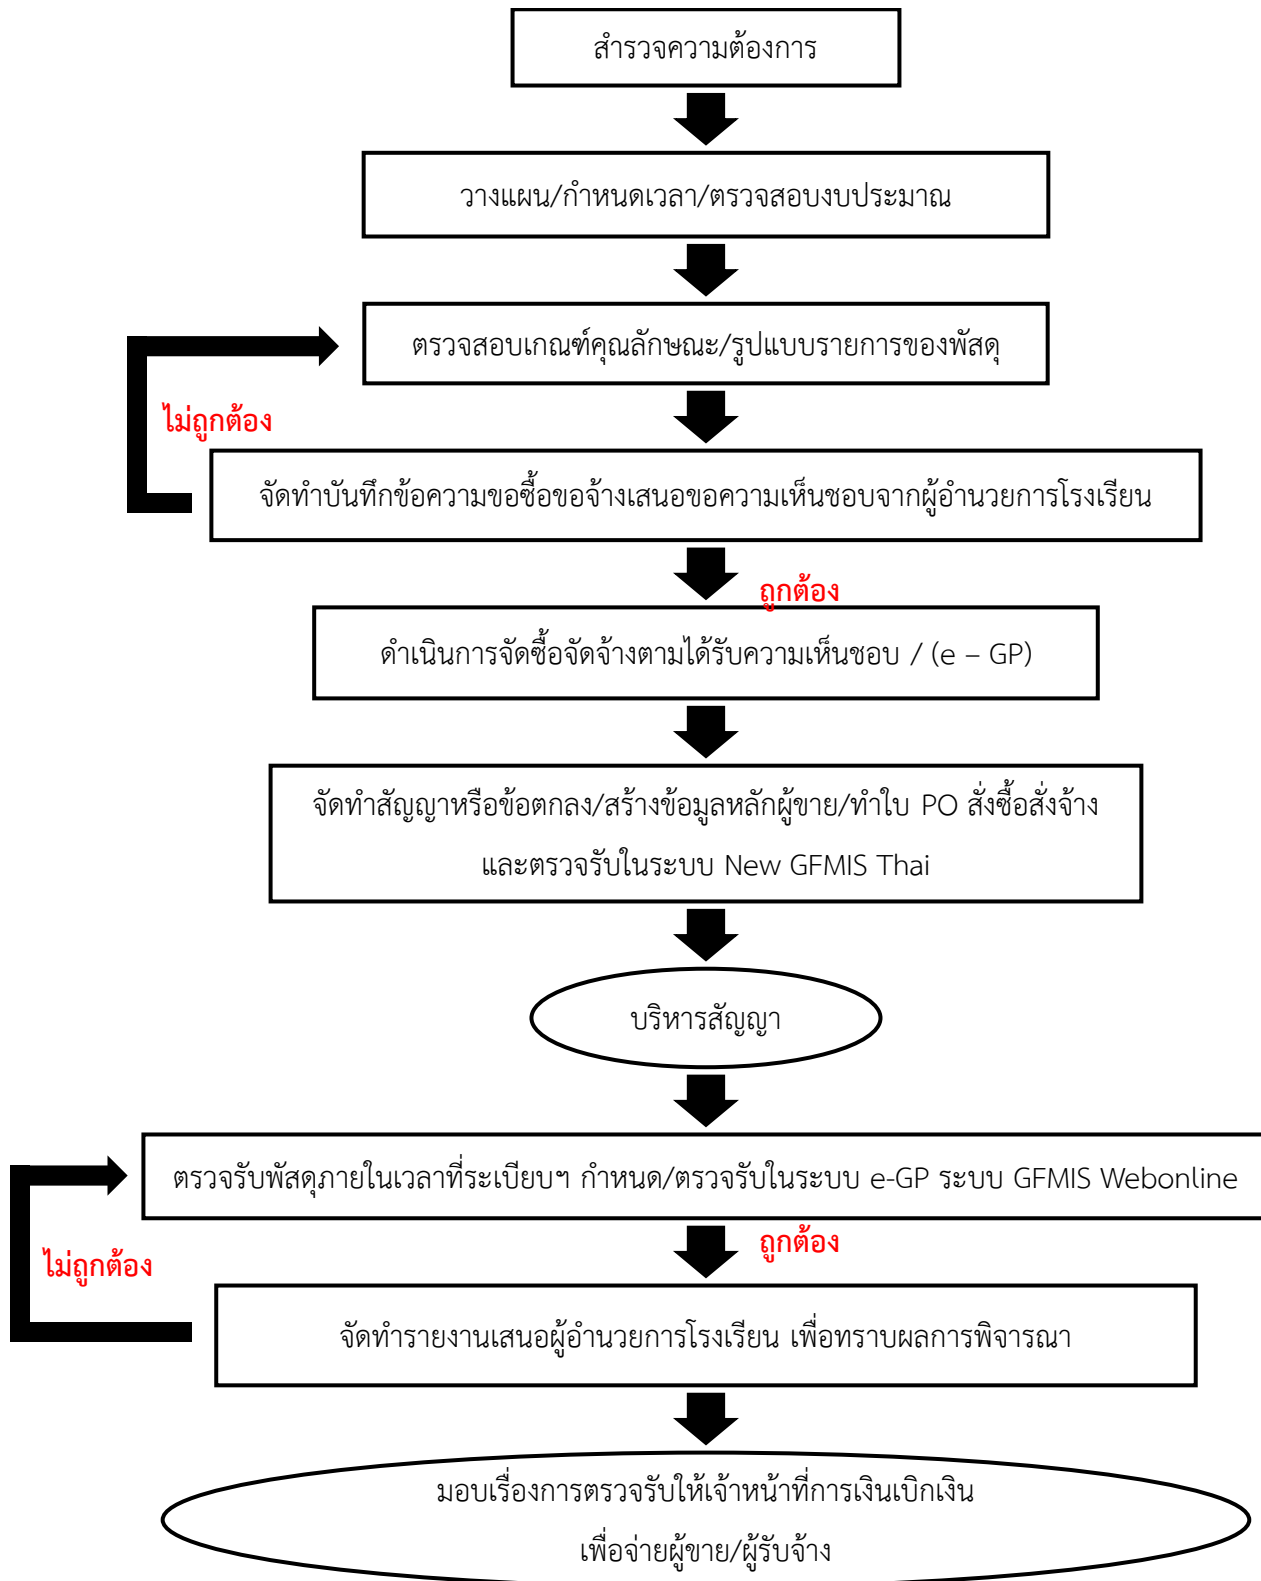 สำรวจความต้องการ
วางแผน/กำหนดเวลา/ตรวจสอบงบประมาณ
ตรวจสอบเกณฑ์คุณลักษณะ/รูปแบบรายการของพัสดุ
ไม่ถูกต้อง
จัดทำบันทึกข้อความขอซื้อขอจ้างเสนอขอความเห็นชอบจากผู้อำนวยการโรงเรียน
ถูกต้อง
ดำเนินการจัดซื้อจัดจ้างตามได้รับความเห็นชอบ / (e – GP)
จัดทำสัญญาหรือข้อตกลง/สร้างข้อมูลหลักผู้ขาย/ทำใบ PO สั่งซื้อสั่งจ้าง
และตรวจรับในระบบ New GFMIS Thai
บริหารสัญญา
ตรวจรับพัสดุภายในเวลาที่ระเบียบฯ กำหนด/ตรวจรับในระบบ e-GP ระบบ GFMIS Webonline
ถูกต้อง
ไม่ถูกต้อง
จัดทำรายงานเสนอผู้อำนวยการโรงเรียน เพื่อทราบผลการพิจารณา
มอบเรื่องการตรวจรับให้เจ้าหน้าที่การเงินเบิกเงิน
เพื่อจ่ายผู้ขาย/ผู้รับจ้าง